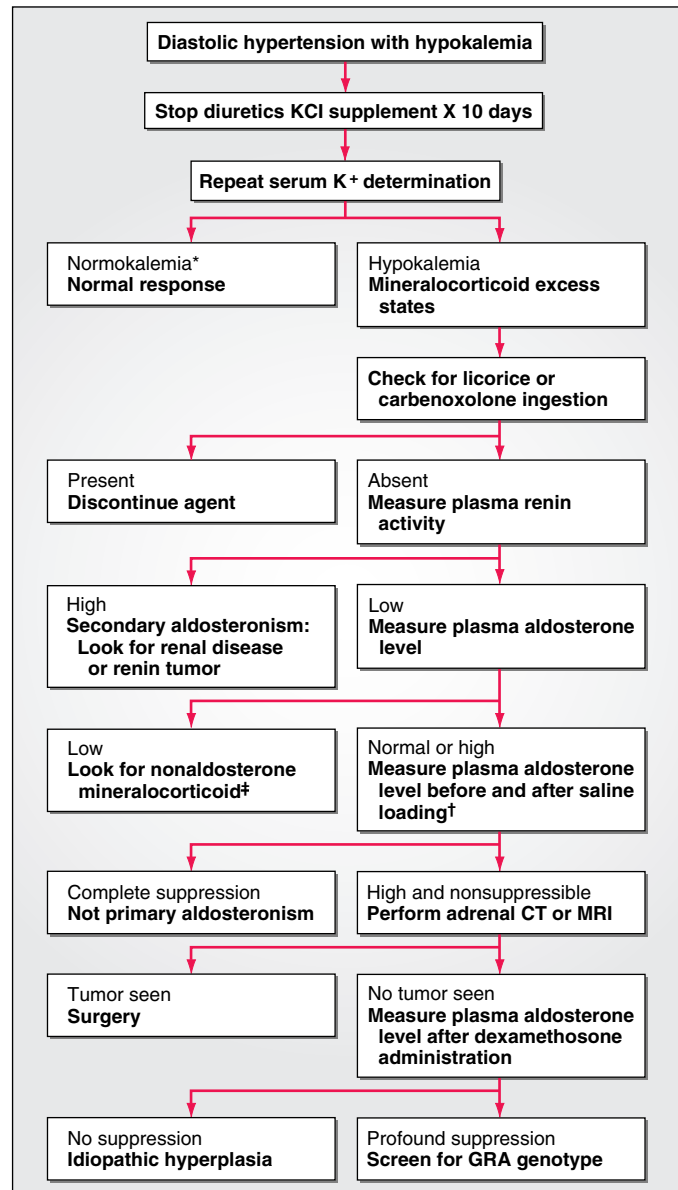 Diastolic hypertension with hypokalemia
Stop diuretics KCI supplement X 10 days
Repeat serum K+ determination
Normokalemia*
Normal response
Hypokalemia
Mineralocorticoid excess
states
Check for licorice or
carbenoxolone ingestion
Present
Discontinue agent
Absent
Measure plasma renin
activity
High
Secondary aldosteronism:
Look for renal disease
or renin tumor
Low
Measure plasma aldosterone
level
Low
Look for nonaldosterone
mineralocorticoid‡
Normal or high
Measure plasma aldosterone
level before and after saline
loading†
Complete suppression
Not primary aldosteronism
High and nonsuppressible
Perform adrenal CT or MRI
Tumor seen
Surgery
No tumor seen
Measure plasma aldosterone
level after dexamethosone
administration
No suppression
Idiopathic hyperplasia
Profound suppression
Screen for GRA genotype